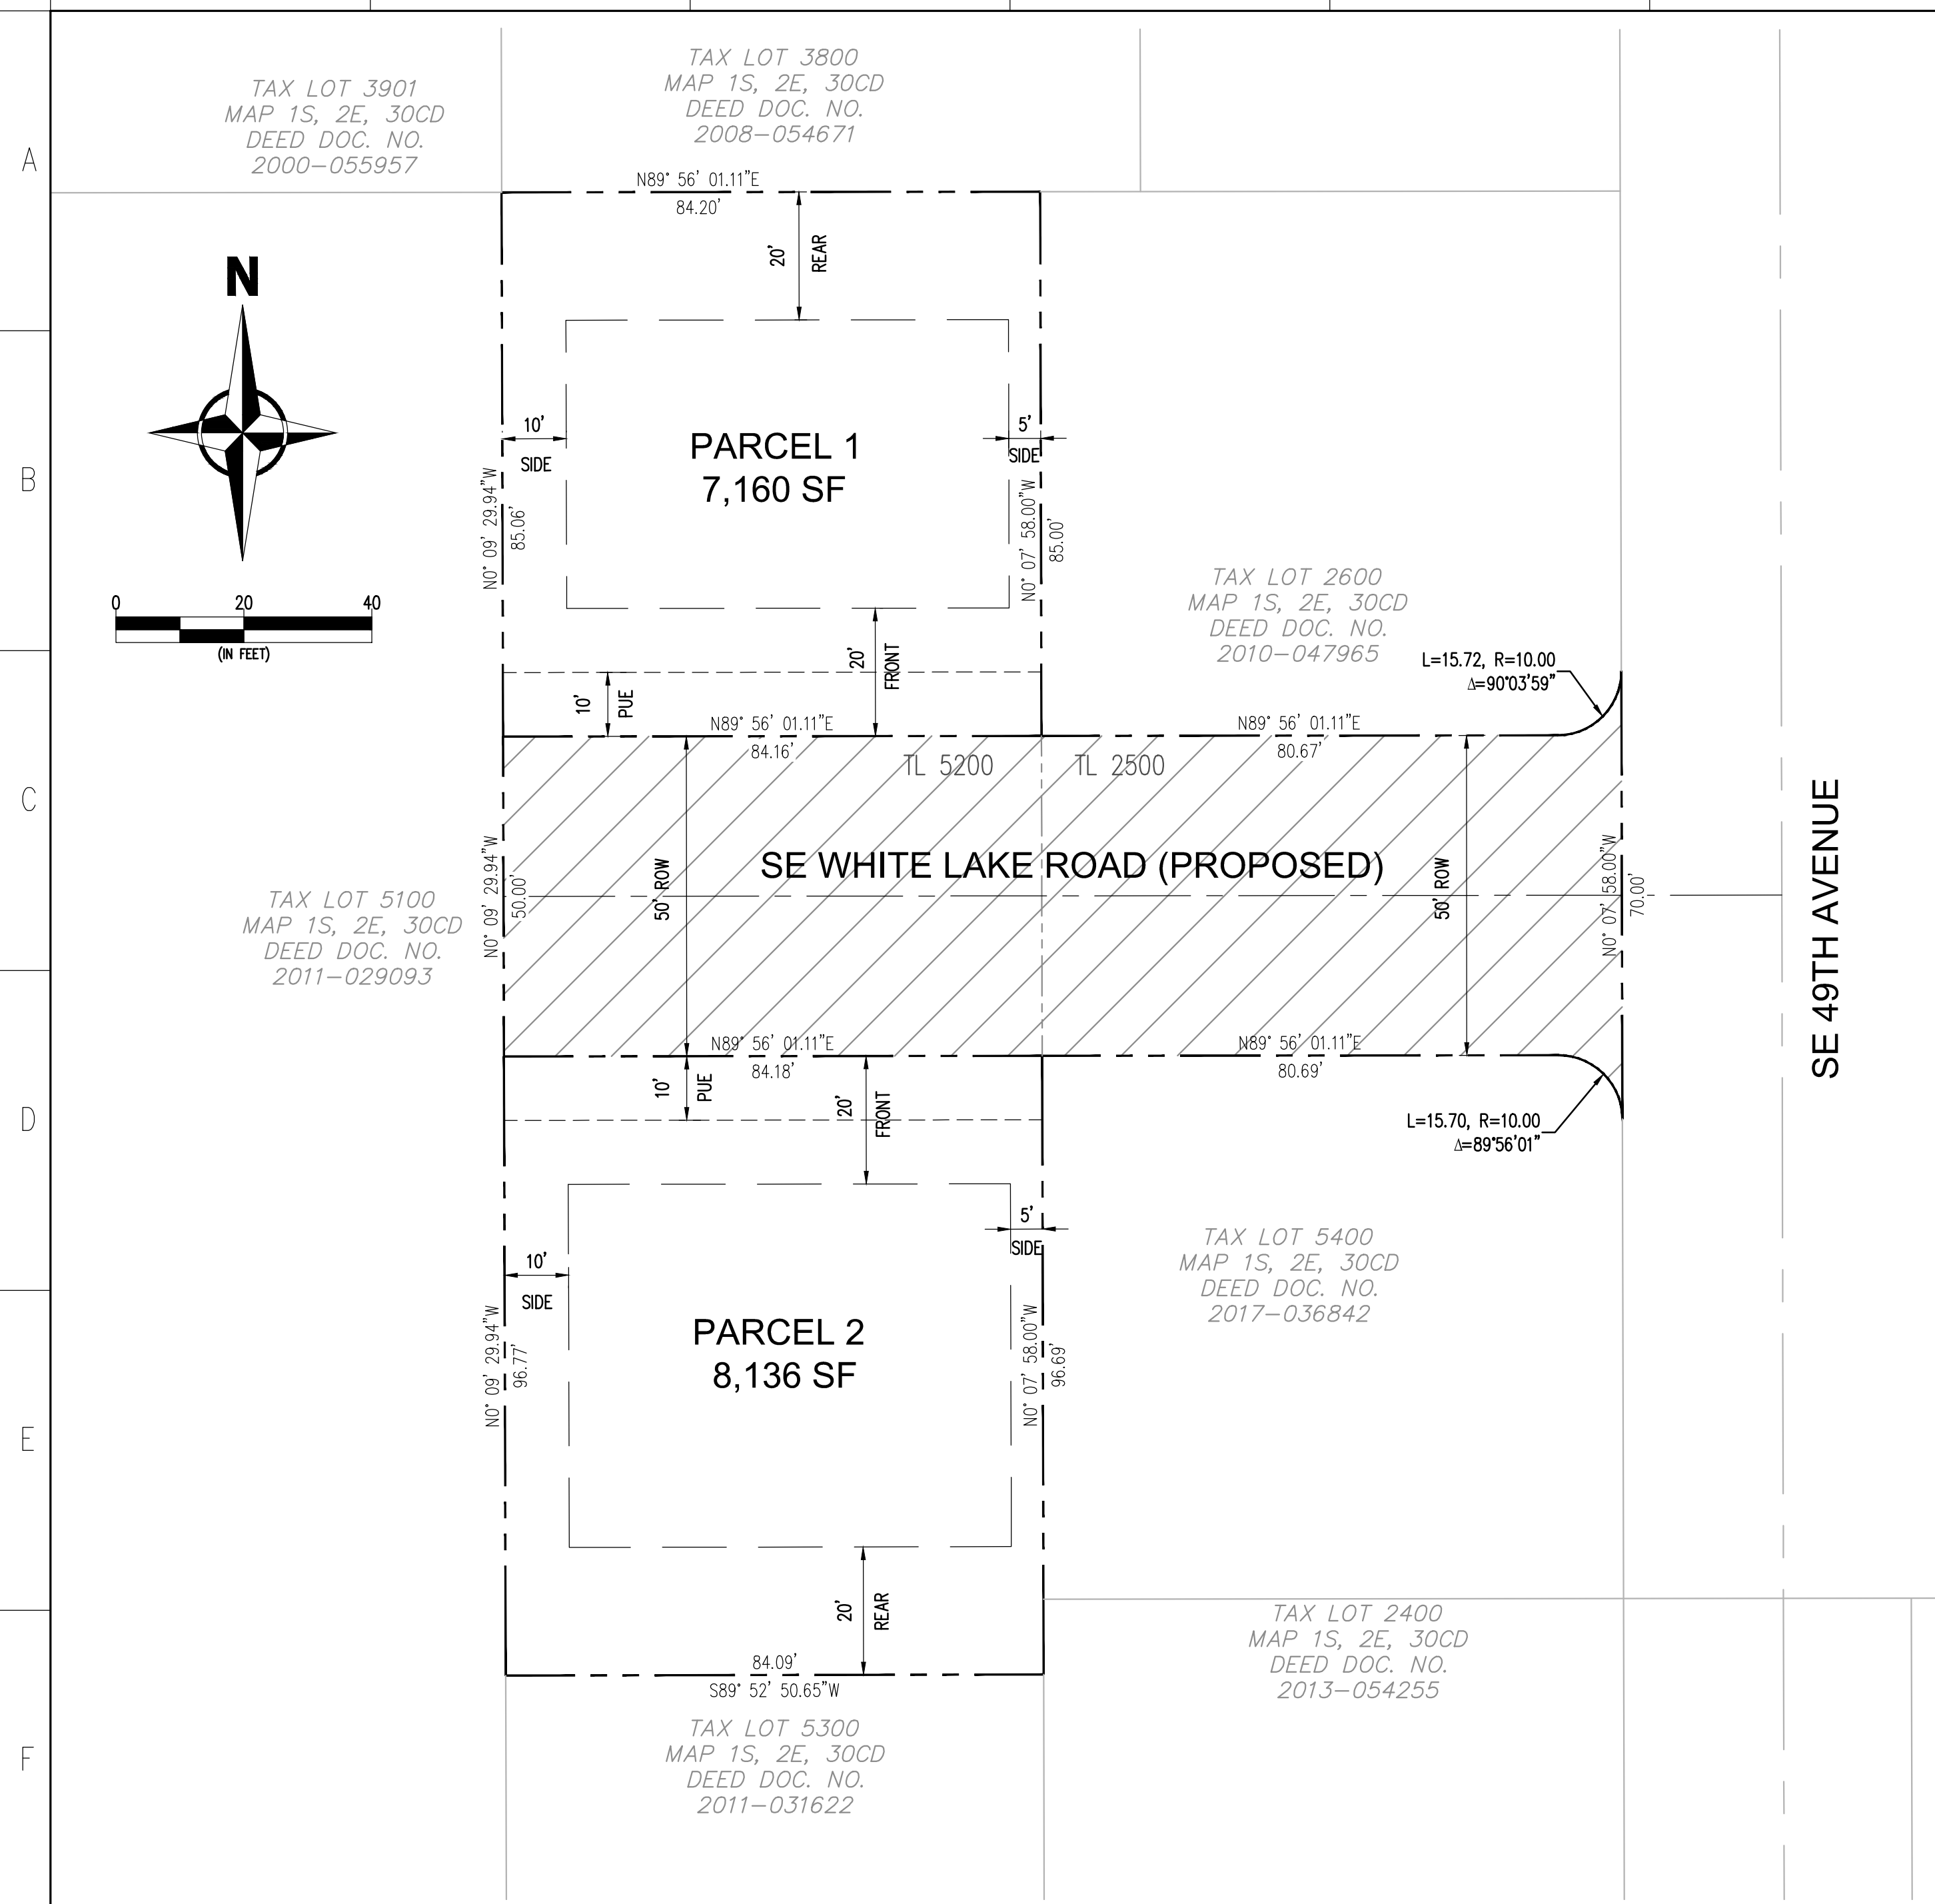 TAX LOT 3901
MAP 1S, 2E, 30CD
DEED DOC. NO.
2000-055957
TAX LOT 3800
MAP 1S, 2E, 30CD
DEED DOC. NO.
2008-054671
A
N89° 56' 01.11"E
84.20'
20'
REAR
N
0 20 40
(IN FEET)
B
10'
SIDE
PARCEL 1
7,160 SF
5'
SIDE
N0° 09' 29.94"W
85.06'
N0° 07' 58.00"W
85.00'
TAX LOT 2600
MAP 1S, 2E, 30CD
DEED DOC. NO.
2010-047965
L=15.72, R=10.00
Δ=90°03'59"
20'
FRONT
10'
PUE
N89° 56' 01.11"E
84.16'
N89° 56' 01.11"E
80.67'
TL 5200
TL 2500
C
SE WHITE LAKE ROAD (PROPOSED)
50' ROW
50' ROW
N0° 09' 29.94"W
50.00'
N0° 07' 58.00"W
70.00'
SE 49TH AVENUE
TAX LOT 5100
MAP 1S, 2E, 30CD
DEED DOC. NO.
2011-029093
N89° 56' 01.11"E
84.18'
N89° 56' 01.11"E
80.69'
10'
PUE
20'
FRONT
D
L=15.70, R=10.00
Δ=89°56'01"
5'
SIDE
10'
SIDE
TAX LOT 5400
MAP 1S, 2E, 30CD
DEED DOC. NO.
2017-036842
PARCEL 2
8,136 SF
N0° 09' 29.94"W
96.77'
N0° 07' 58.00"W
96.69'
E
20'
REAR
84.09'
S89° 52' 50.65"W
TAX LOT 2400
MAP 1S, 2E, 30CD
DEED DOC. NO.
2013-054255
TAX LOT 5300
MAP 1S, 2E, 30CD
DEED DOC. NO.
2011-031622
F